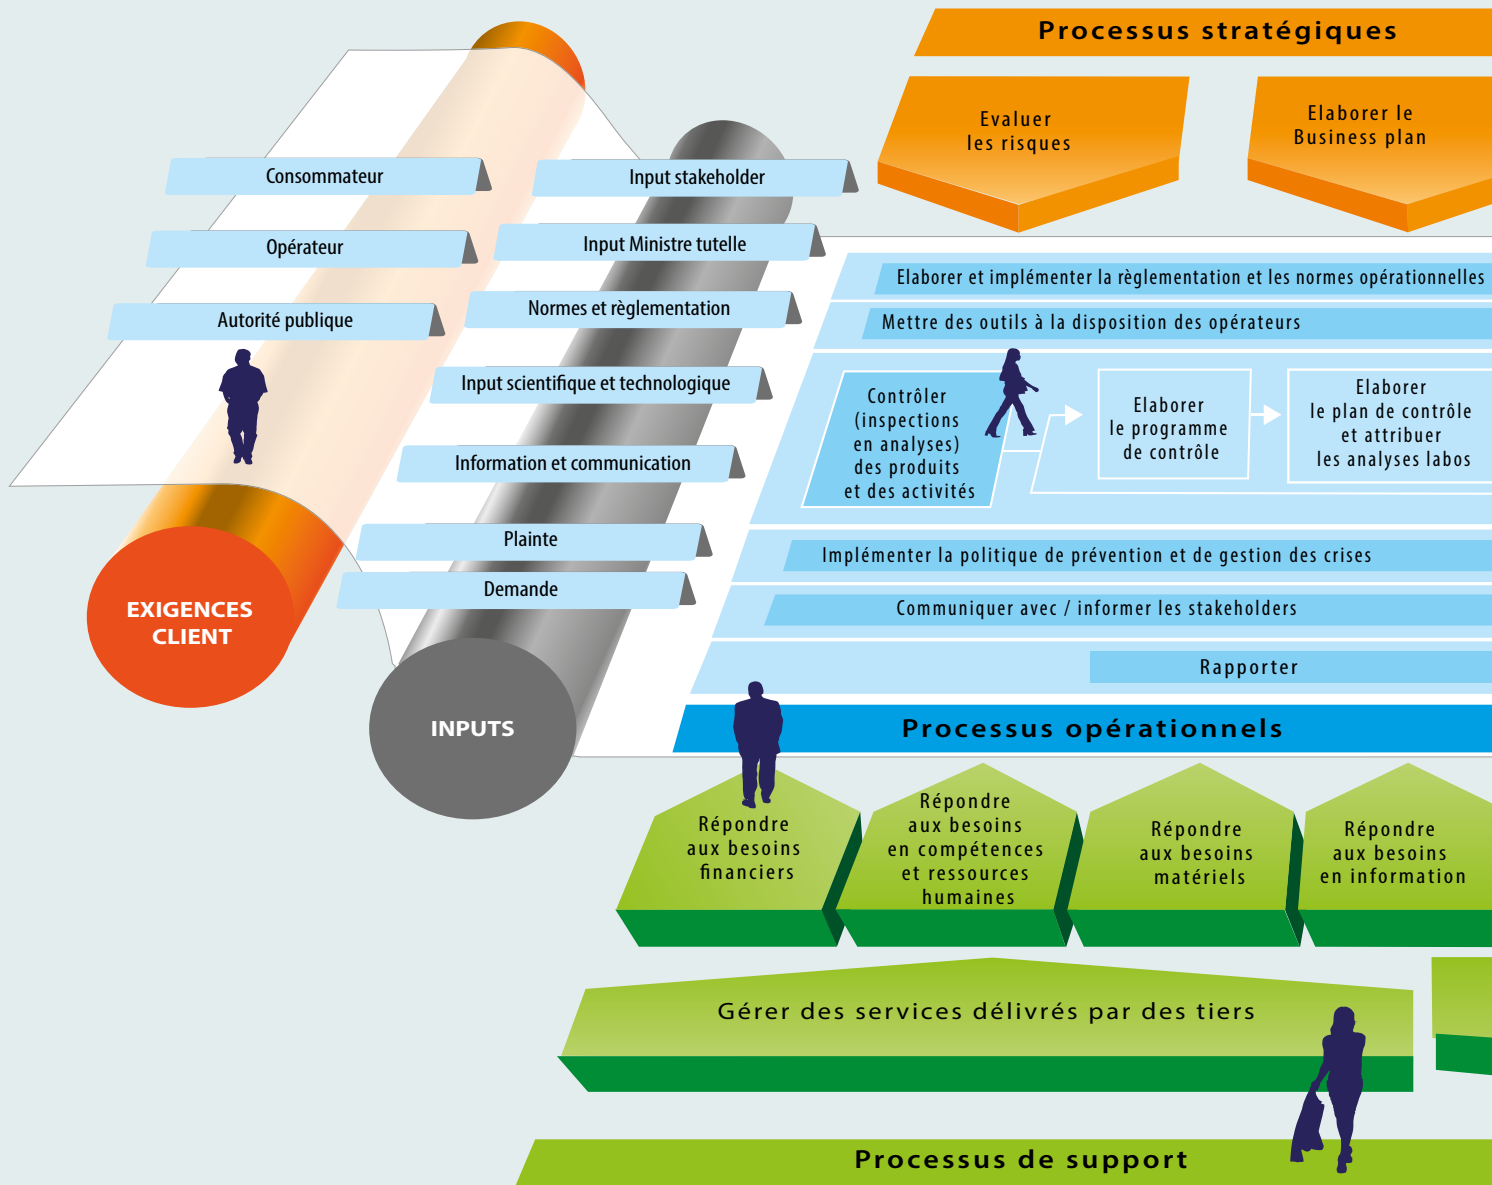 Processus stratégiques
Evaluer
les risques
Elaborer le
Business plan
Consommateur
Opérateur
Autorité publique
EXIGENCES
CLIENT
Input stakeholder
Input Ministre tutelle
Normes et règlementation
Input scientifique et technologique
Information et communication
Plainte
Demande
INPUTS
Elaborer et implémenter la règlementation et les normes opérationnelles
Mettre des outils à la disposition des opérateurs
Contrôler
(inspections
en analyses)
des produits
et des activités
Elaborer
le programme
de contrôle
Elaborer
le plan de contrôle
et attribuer
les analyses labos
Implémenter la politique de prévention et de gestion des crises
Communiquer avec / informer les stakeholders
Rapporter
Processus opérationnels
Répondre
aux besoins
financiers
Répondre
aux besoins
en compétences
et ressources
humaines
Répondre
aux besoins
matériels
Répondre
aux besoins
en information
Gérer des services délivrés par des tiers
Processus de support